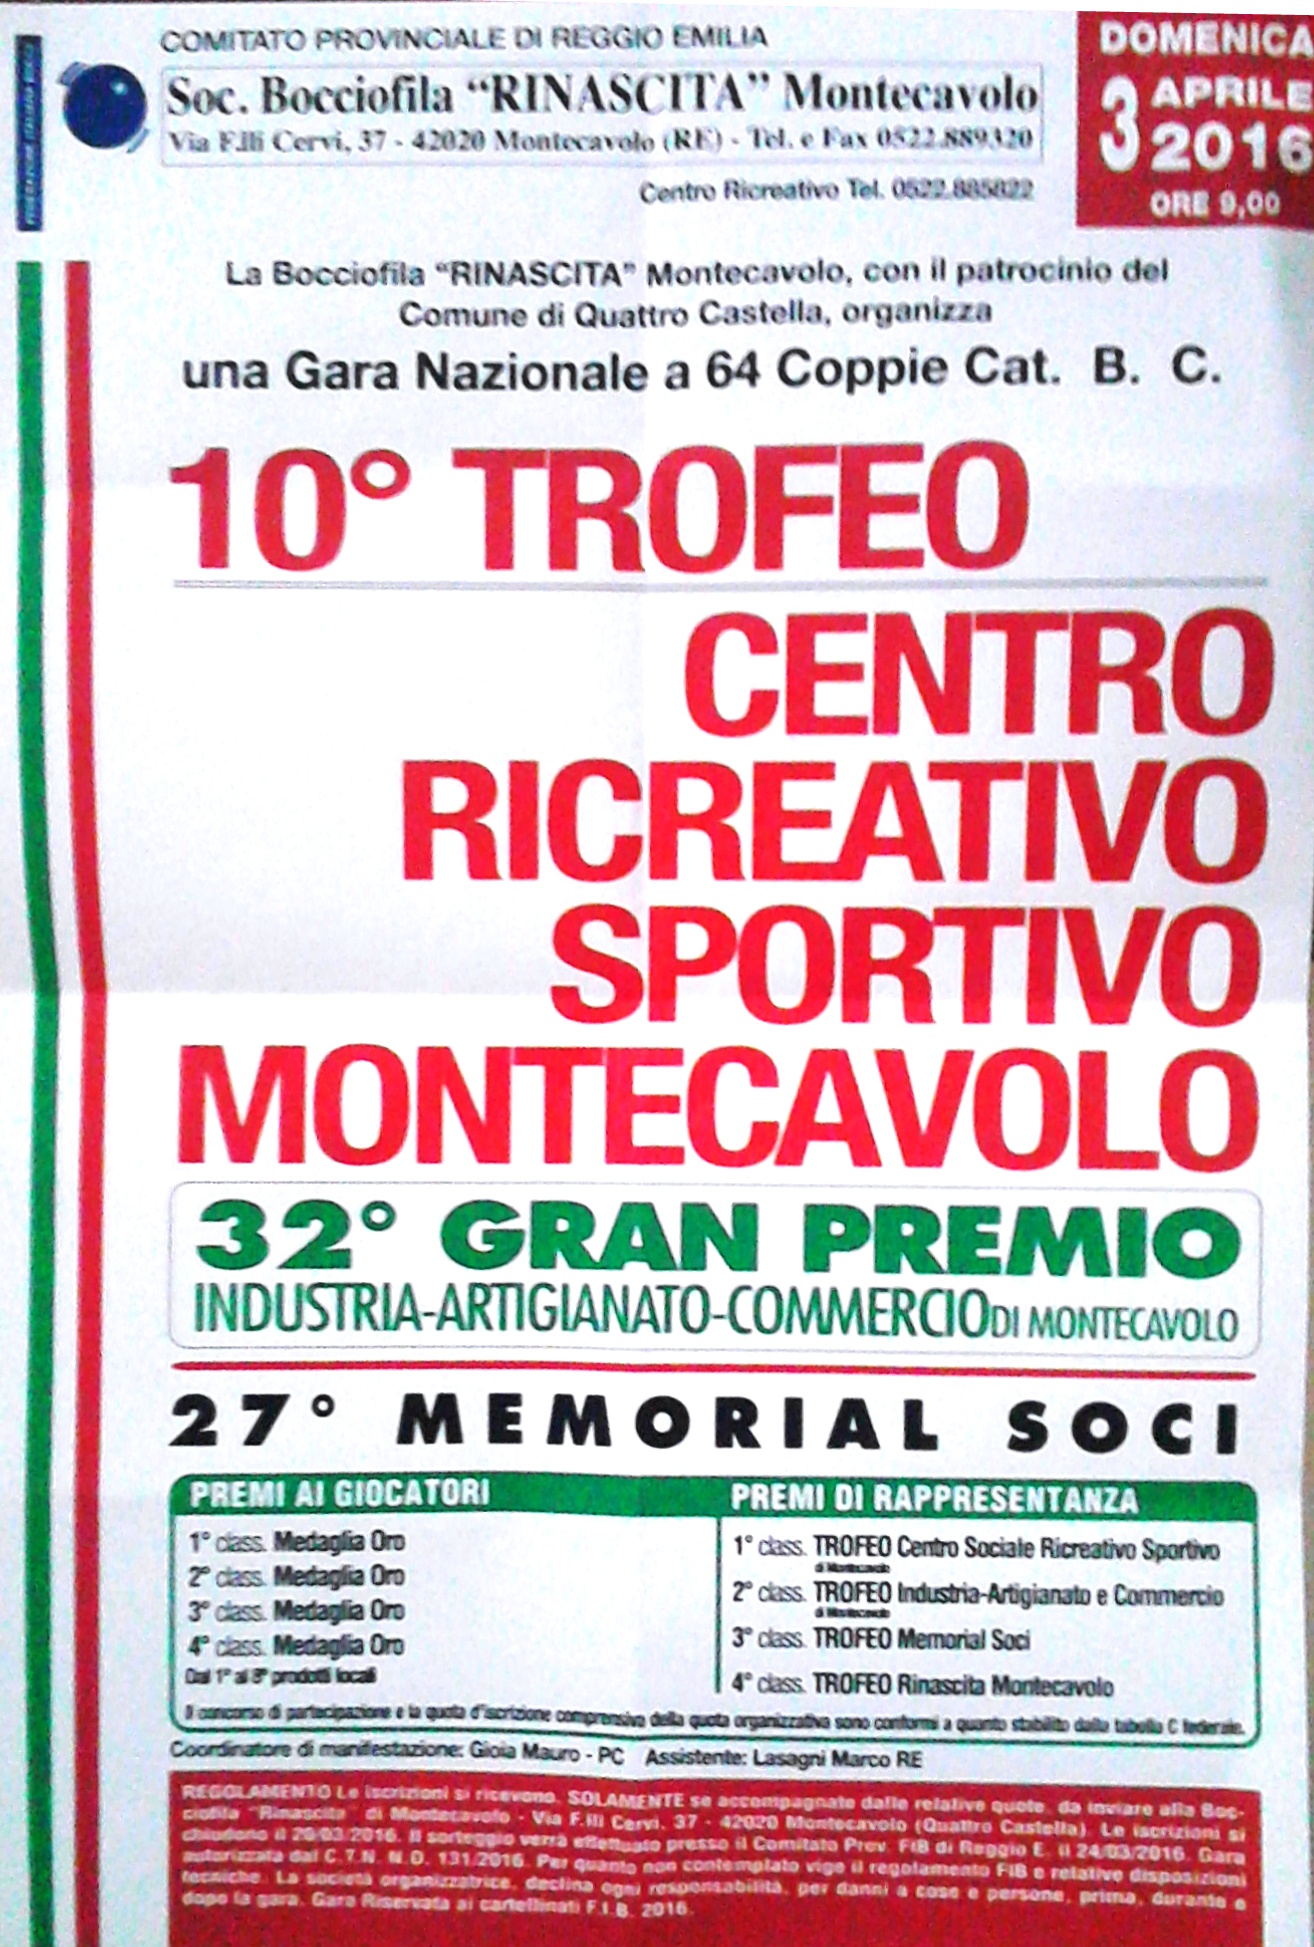 COMITATO PROVINCIALE DI REGGIO EMILIA
Soc. Bocciofila “RINASCITA” Montecavolo
Via F.lli Cervi, 37 - 42020 Montecavolo (RE) - Tel. e Fax 0522.889320
Centro Ricreativo Tel. 0522.885822
DOMENICA
3 APRILE
2016
ORE 9,00
FEDERAZIONE ITALIANA BOCCE
La Bocciofila “RINASCITA” Montecavolo, con il patrocinio del
Comune di Quattro Castella, organizza
una Gara Nazionale a 64 Coppie Cat. B. C.
10° TROFEO
CENTRO
RICREATIVO
SPORTIVO
MONTECAVOLO
32° GRAN PREMIO
INDUSTRIA-ARTIGIANATO-COMMERCIO DI MONTECAVOLO
27° MEMORIAL SOCI
PREMI AI GIOCATORI
1° class. Medaglia Oro
2° class. Medaglia Oro
3° class. Medaglia Oro
4° class. Medaglia Oro
Dal 1° al 8° prodotti locali
PREMI DI RAPPRESENTANZA
1° class. TROFEO Centro Sociale Ricreativo Sportivo
di Montecavolo
2° class. TROFEO Industria-Artigianato e Commercio
di Montecavolo
3° class. TROFEO Memorial Soci
4° class. TROFEO Rinascita Montecavolo
Il concorso di partecipazione e la quota d'iscrizione comprensiva della quota organizzativa sono conformi a quanto stabilito dalla tabella C federale.
Coordinatore di manifestazione: Gioia Mauro - PC Assistente: Lasagni Marco RE
REGOLAMENTO Le iscrizioni si ricevono, SOLAMENTE se accompagnate dalle relative quote, da inviare alla Boc-
ciofila "Rinascita" di Montecavolo - Via F.lli Cervi, 37 - 42020 Montecavolo (Quattro Castella). Le iscrizioni si
chiudono il 20/03/2016. Il sorteggio verrà effettuato presso il Comitato Prov. FIB di Reggio E. il 24/03/2016. Gara
autorizzata dal C.T.N. N.O. 131/2016. Per quanto non contemplato vige il regolamento FIB e relative disposizioni
tecniche. La società organizzatrice, declina ogni responsabilità, per danni a cose e persone, prima, durante e
dopo la gara. Gara Riservata ai cartellinati F.I.B. 2016.